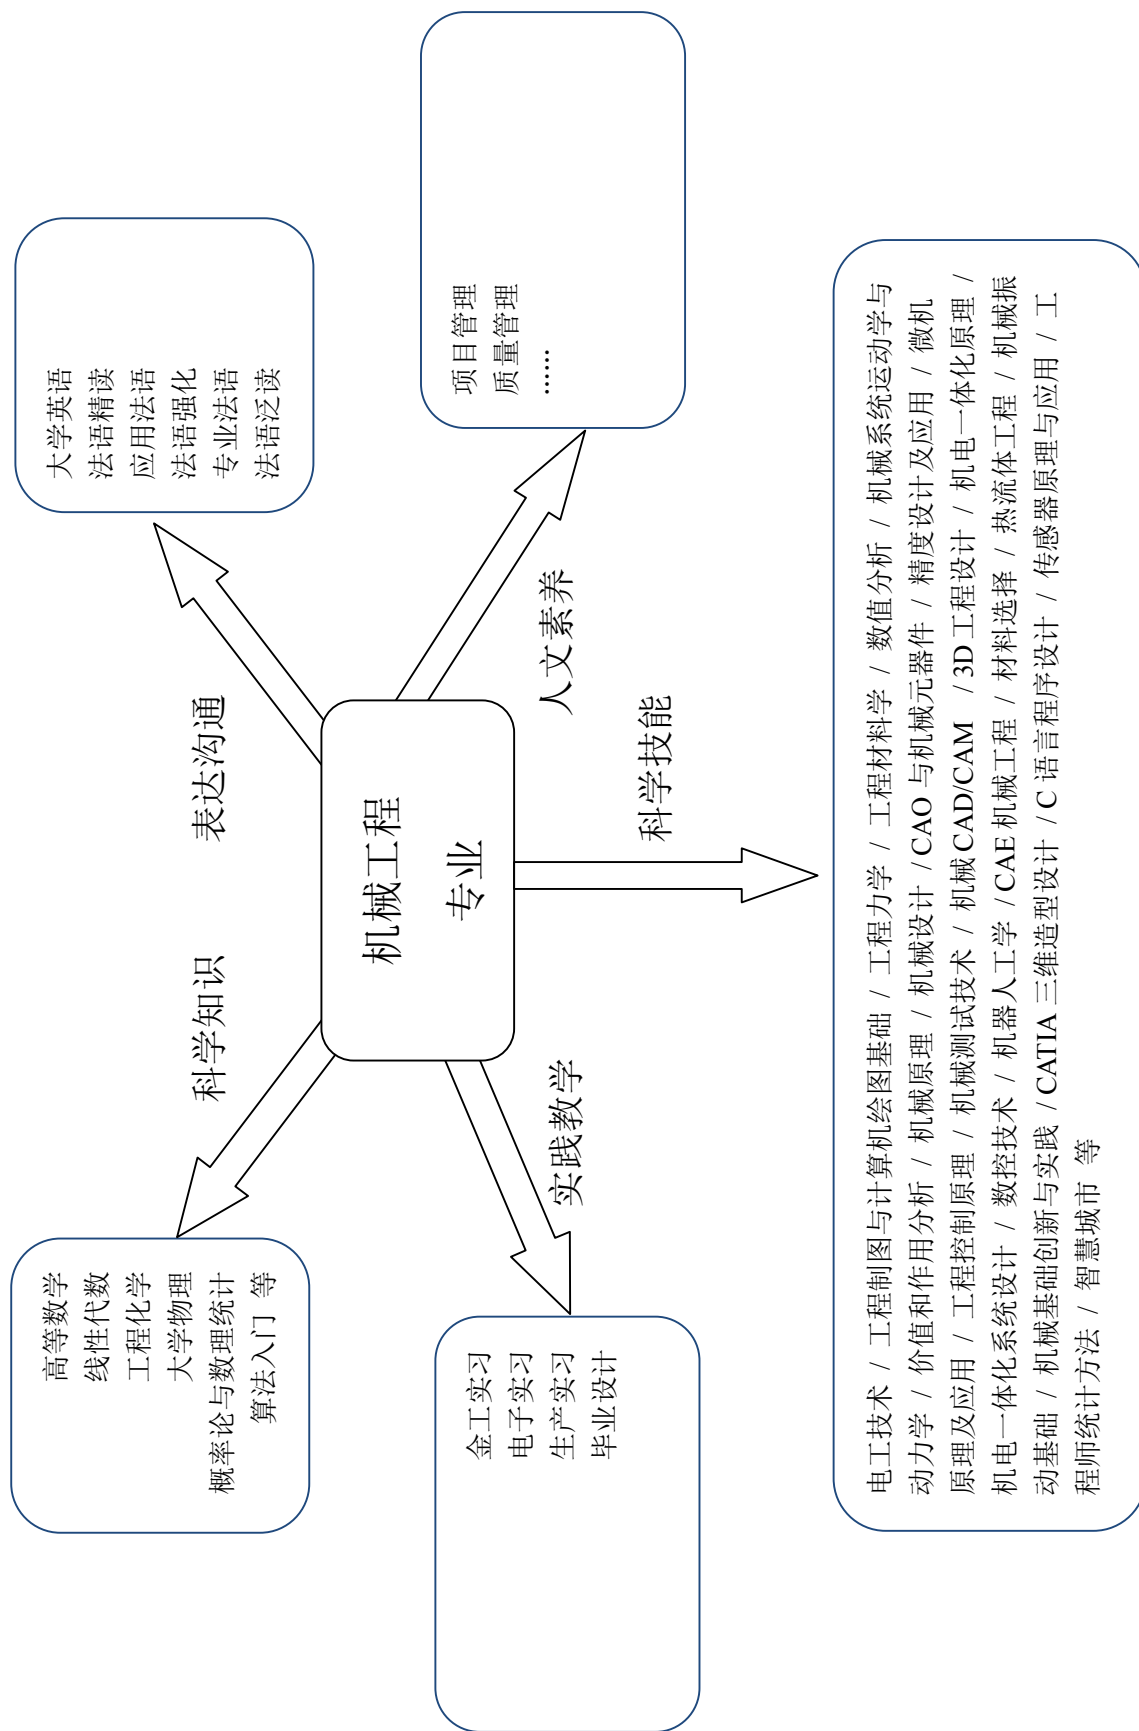 高等数学
线性代数
工程化学
大学物理
概率论与数理统计
算法入门 等
科学知识
表达沟通
大学英语
法语精读
应用法语
法语强化
专业法语
法语泛读
机械工程
专业
金工实习
电子实习
生产实习
毕业设计
实践教学
人文素养
项目管理
质量管理
......
科学技能
电工技术 / 工程制图与计算机绘图基础 / 工程力学 / 工程材料学 / 数值分析 / 机械系统运动学与
动力学 / 价值和作用分析 / 机械原理 / 机械设计 /CAO 与机械元器件 / 精度设计及应用 / 微机
原理及应用 / 工程控制原理 / 机械测试技术 / 机械 CAD/CAM / 3D 工程设计 / 机电一体化原理 /
机电一体化系统设计 / 数控技术 / 机器人工学 /CAE 机械工程 / 材料选择 / 热流体工程 / 机械振
动基础 / 机械基础创新与实践 /CATIA 三维造型设计 /C 语言程序设计 / 传感器原理与应用 / 工
程师统计方法 / 智慧城市 等